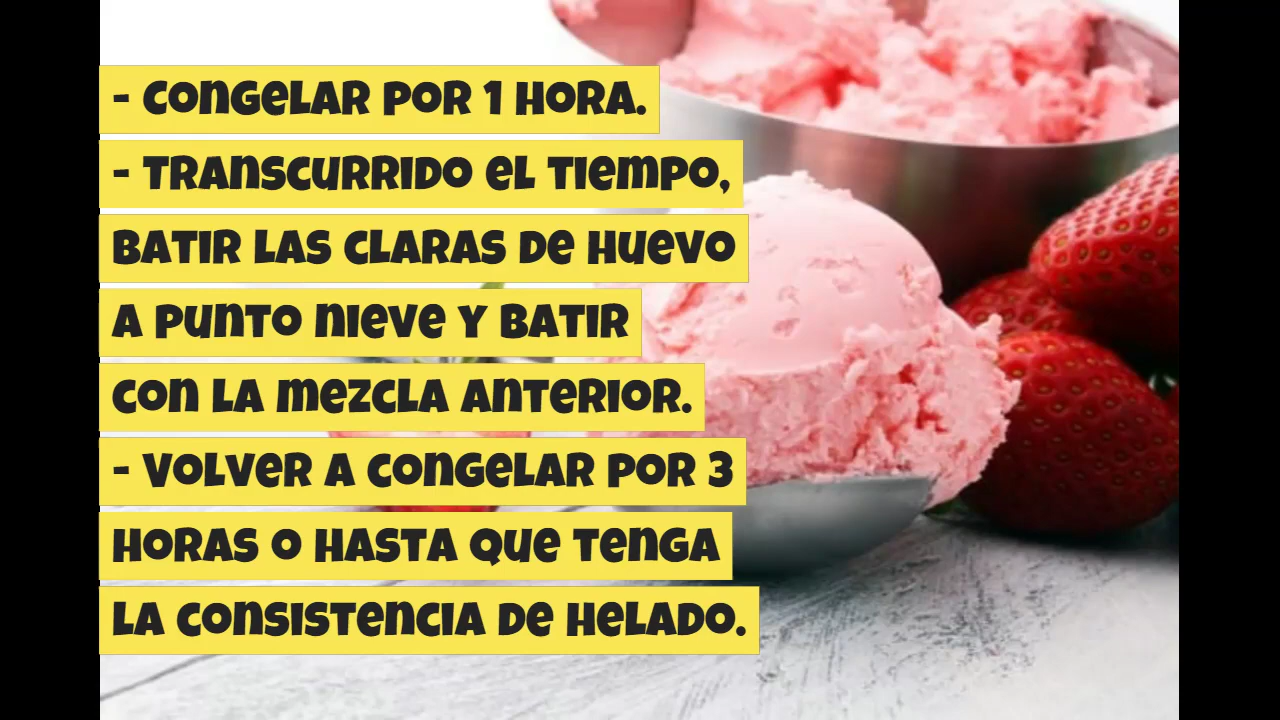 - Congelar por 1 hora.
- Transcurrido el tiempo,
batir las claras de huevo
a punto nieve y batir
con la mezcla anterior.
- Volver a congelar por 3
horas o hasta que tenga
la consistencia de helado.